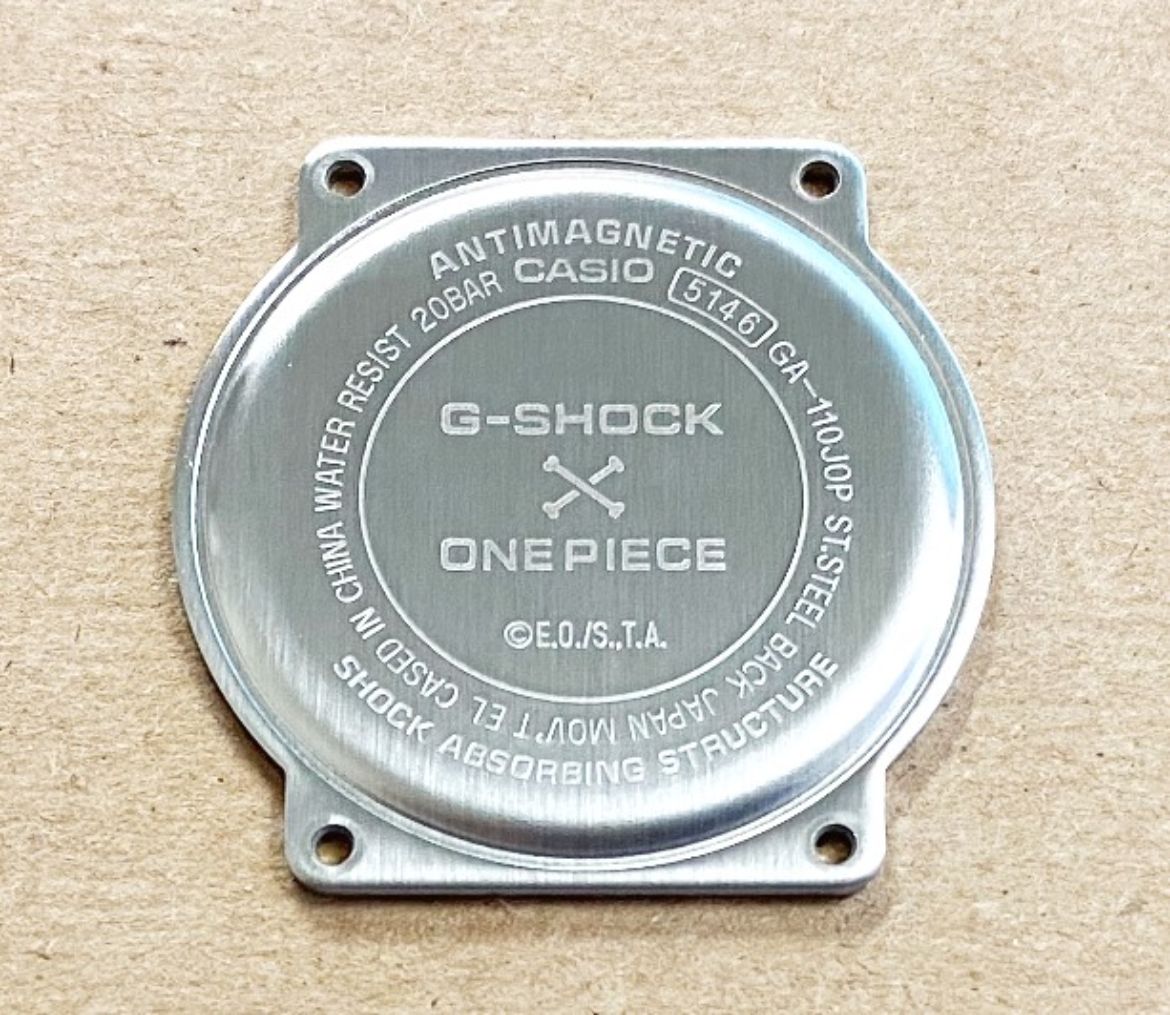 ANTIMAGNETIC
CASIO 5146 GA-110JOP ST.STEEL BACK JAPAN MOV'T EL CASED IN CHINA WATER RESIST 20BAR
G-SHOCK
ONE PIECE
©E.O./S.,T.A.
SHOCK ABSORBING STRUCTURE